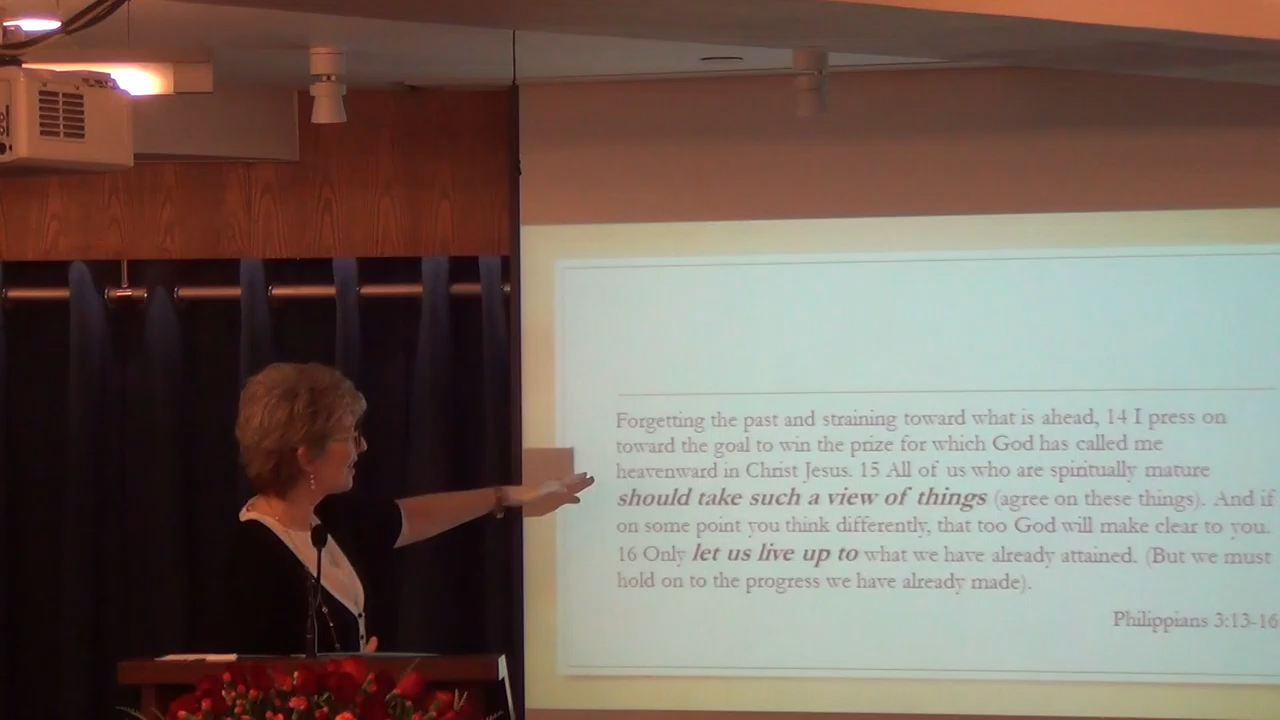 Forgetting the past and straining toward what is ahead, 14 I press on
toward the goal to win the prize for which God has called me
heavenward in Christ Jesus. 15 All of us who are spiritually mature
should take such a view of things (agree on these things). And if
on some point you think differently, that too God will make clear to you.
16 Only let us live up to what we have already attained. (But we must
hold on to the progress we have already made).
Philippians 3:13-16